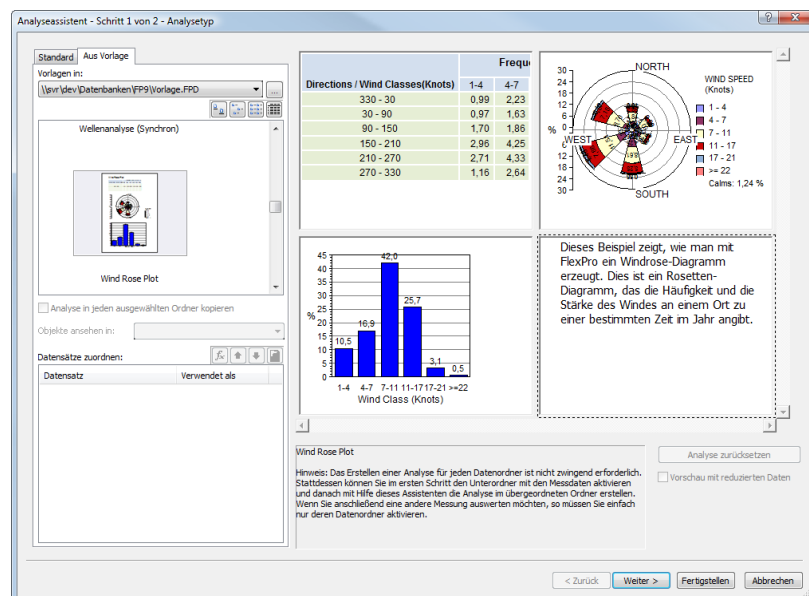 Analyseassistent - Schritt 1 von 2 - Analysetyp
Standard
Aus Vorlage
Vorlagen in:
\\svr\dev\Datenbanken\FP9\Vorlage.FPD
...
Wellenanalyse (Synchron)
Wind Rose Plot
Analyse in jeden ausgewählten Ordner kopieren
Objekte ansehen in:
Datensätze zuordnen:
Datensatz
Verwendet als
Frequ
Directions / Wind Classes(Knots) 1-4 4-7
330 - 30 0,99 2,23
30 - 90 0,97 1,63
90 - 150 1,70 1,86
150 - 210 2,96 4,25
210 - 270 2,71 4,33
270 - 330 1,16 2,64
30
24
18
12
6
0
%
6
12
18
24
30
NORTH
WEST
EAST
SOUTH
WIND SPEED
(Knots)
1 - 4
4 - 7
7 - 11
11 - 17
17 - 21
>= 22
Calms: 1,24 %
45
40
35
30
25
%
20
15
10
5
0
10,5
16,9
42,0
25,7
3,1
0,5
1-4 4-7 7-11 11-17 17-21 >=22
Wind Class (Knots)
Dieses Beispiel zeigt, wie man mit
FlexPro ein Windrose-Diagramm
erzeugt. Dies ist ein Rosetten-
Diagramm, das die Häufigkeit und die
Stärke des Windes an einem Ort zu
einer bestimmten Zeit im Jahr angibt.
Wind Rose Plot
Hinweis: Das Erstellen einer Analyse für jeden Datenordner ist nicht zwingend erforderlich.
Stattdessen können Sie im ersten Schritt den Unterordner mit den Messdaten aktivieren
und danach mit Hilfe dieses Assistenten die Analyse im übergeordneten Ordner erstellen.
Wenn Sie anschließend eine andere Messung auswerten möchten, so müssen Sie einfach
nur deren Datenordner aktivieren.
Analyse zurücksetzen
Vorschau mit reduzierten Daten
< Zurück
Weiter >
Fertigstellen
Abbrechen